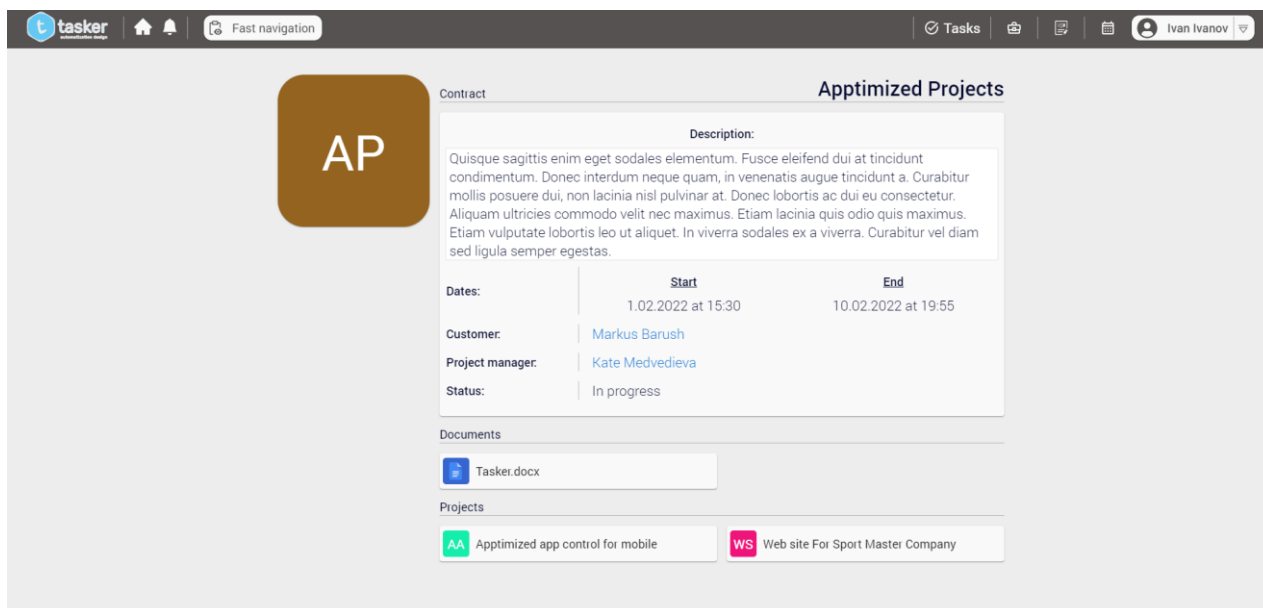 tasker
automatization design
Fast navigation
Tasks
Ivan Ivanov
AP
Contract
Apptimized Projects
Description:
Quisque sagittis enim eget sodales elementum. Fusce eleifend dui at tincidunt
condimentum. Donec interdum neque quam, in venenatis augue tincidunt a. Curabitur
mollis posuere dui, non lacinia nisl pulvinar at. Donec lobortis ac dui eu consectetur.
Aliquam ultricies commodo velit nec maximus. Etiam lacinia quis odio quis maximus.
Etiam vulputate lobortis leo ut aliquet. In viverra sodales ex a viverra. Curabitur vel diam
sed ligula semper egestas.
Dates:
Start
End
1.02.2022 at 15:30
10.02.2022 at 19:55
Customer:
Markus Barush
Project manager:
Kate Medvedieva
Status:
In progress
Documents
Tasker.docx
Projects
AA
Apptimized app control for mobile
WS
Web site For Sport Master Company